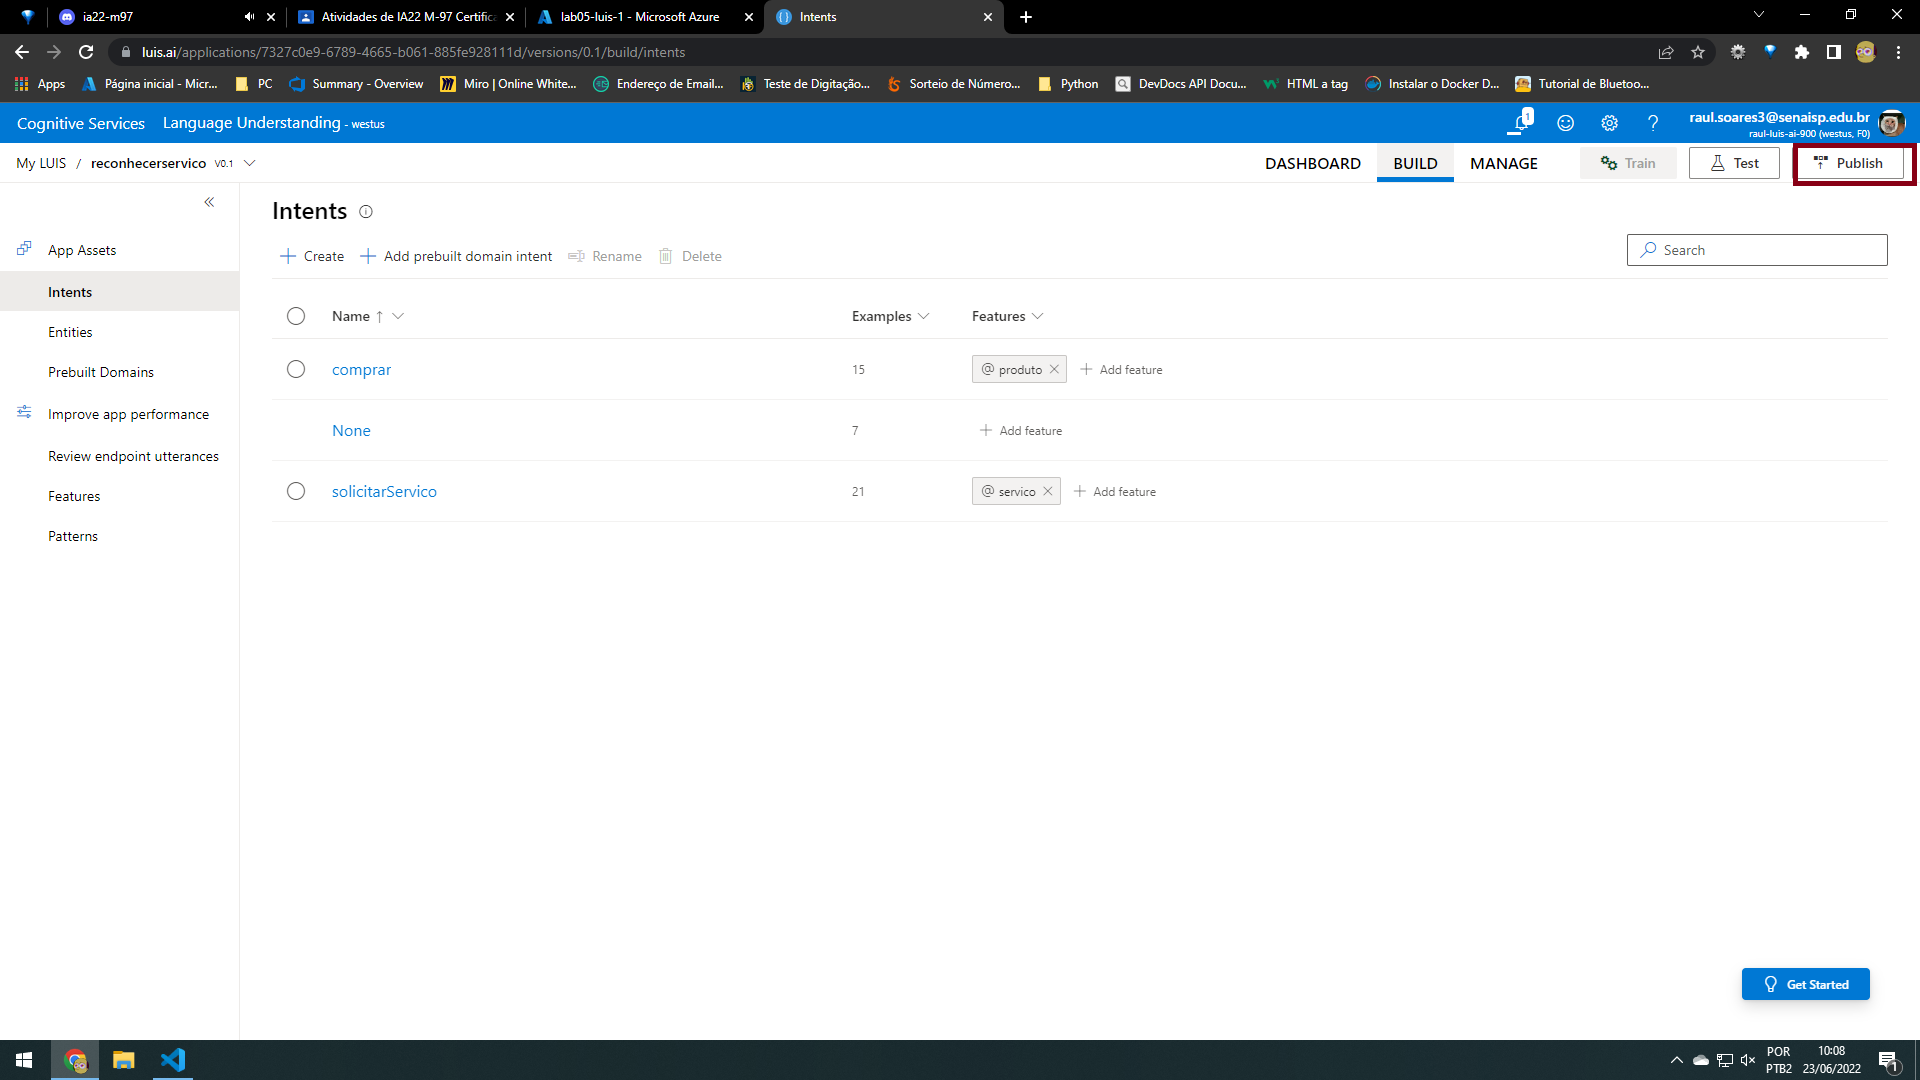 ia22-m97
Atividades de IA22 M-97 Certifica
lab05-luis-1 - Microsoft Azure
Intents
luis.ai/applications/7327c0e9-6789-4665-b061-885fe928111d/versions/0.1/build/intents
Apps
Página inicial - Micr...
PC
Summary - Overview
Miro | Online White...
Endereço de Email...
Teste de Digitação...
Sorteio de Número...
Python
DevDocs API Docu...
HTML a tag
Instalar o Docker D...
Tutorial de Bluetoo...
Cognitive Services
Language Understanding - westus
1
?
raul.soares3@senaisp.edu.br
raul-luis-ai-900 (westus, F0)
My LUIS / reconhecerservico V0.1
DASHBOARD
BUILD
MANAGE
Train
Test
Publish
App Assets
Intents
Entities
Prebuilt Domains
Improve app performance
Review endpoint utterances
Features
Patterns
Intents
Create
Add prebuilt domain intent
Rename
Delete
Search
Name ↑
Examples
Features
comprar
15
@ produto
Add feature
None
7
Add feature
solicitarServico
21
@ servico
Add feature
Get Started
POR
PTB2
10:08
23/06/2022
1